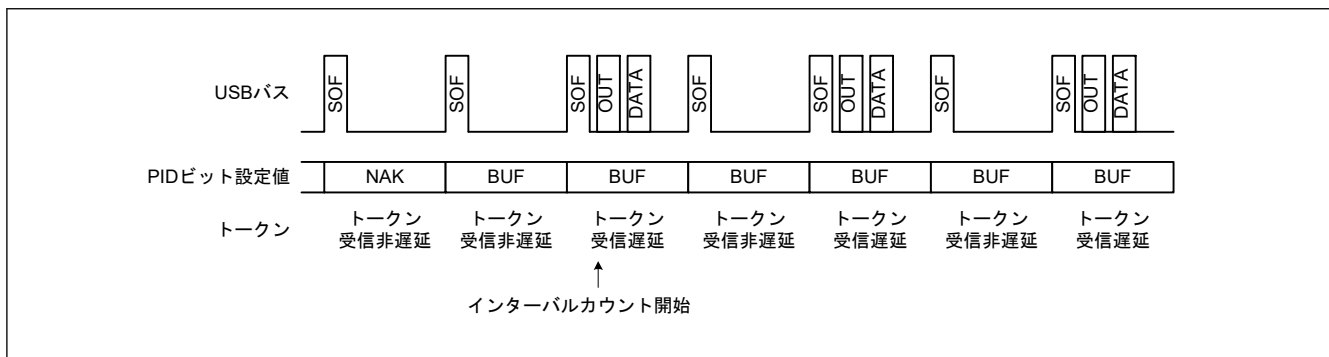 USBバス SOF SOF SOF OUT DATA SOF SOF OUT DATA SOF SOF OUT DATA
PIDビット設定値 NAK BUF BUF BUF BUF BUF BUF
トークン トークン トークン トークン トークン トークン トークン トークン
受信非遅延 受信非遅延 受信遅延 受信非遅延 受信遅延 受信非遅延 受信遅延
インターバルカウント開始